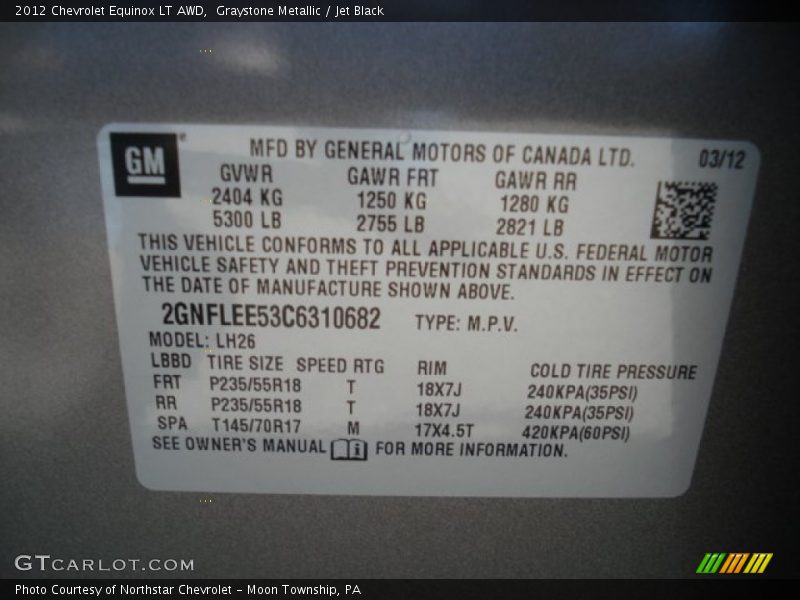 2012 Chevrolet Equinox LT AWD,  Graystone Metallic / Jet Black
GM
MFD BY GENERAL MOTORS OF CANADA LTD. 03/12
GVWR GAWR FRT GAWR RR
2404 KG 1250 KG 1280 KG
5300 LB 2755 LB 2821 LB
THIS VEHICLE CONFORMS TO ALL APPLICABLE U.S. FEDERAL MOTOR
VEHICLE SAFETY AND THEFT PREVENTION STANDARDS IN EFFECT ON
THE DATE OF MANUFACTURE SHOWN ABOVE.
2GNFLEE53C6310682 TYPE: M.P.V.
MODEL: LH26
LBBD TIRE SIZE SPEED RTG RIM COLD TIRE PRESSURE
FRT P235/55R18 T 18X7J 240KPA(35PSI)
RR P235/55R18 T 18X7J 240KPA(35PSI)
SPA T145/70R17 M 17X4.5T 420KPA(60PSI)
SEE OWNER'S MANUAL i FOR MORE INFORMATION.
GTCARLOT.COM
Photo Courtesy of Northstar Chevrolet - Moon Township, PA